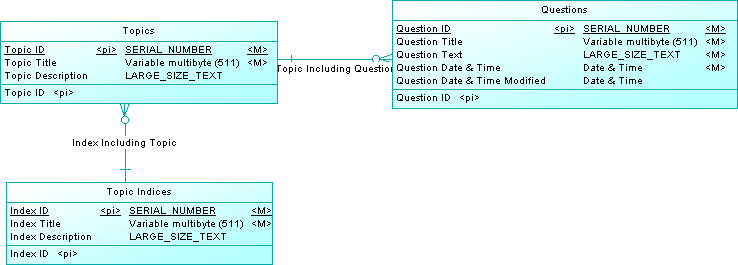 Topics
Topic ID <pi> SERIAL_NUMBER <M>
Topic Title Variable multibyte (511) <M>
Topic Description LARGE_SIZE_TEXT
Topic ID <pi>
Topic Including Question
Questions
Question ID <pi> SERIAL_NUMBER <M>
Question Title Variable multibyte (511) <M>
Question Text LARGE_SIZE_TEXT <M>
Question Date & Time Date & Time <M>
Question Date & Time Modified Date & Time
Question ID <pi>
Index Including Topic
Topic Indices
Index ID <pi> SERIAL_NUMBER <M>
Index Title Variable multibyte (511) <M>
Index Description LARGE_SIZE_TEXT
Index ID <pi>